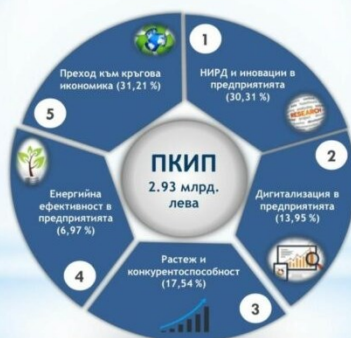 1
НИРД и иновации в
предприятията
(30,31 %)
RESEARCH
2
Дигитализация в
предприятията
(13,95 %)
Растеж и
конкурентоспособност
(17,54 %)
3
4
Енергийна
ефективност в
предприятията
(6,97 %)
5
Преход към кръгова
икономика (31,21 %)
ПКИП
2.93 млрд.
лева